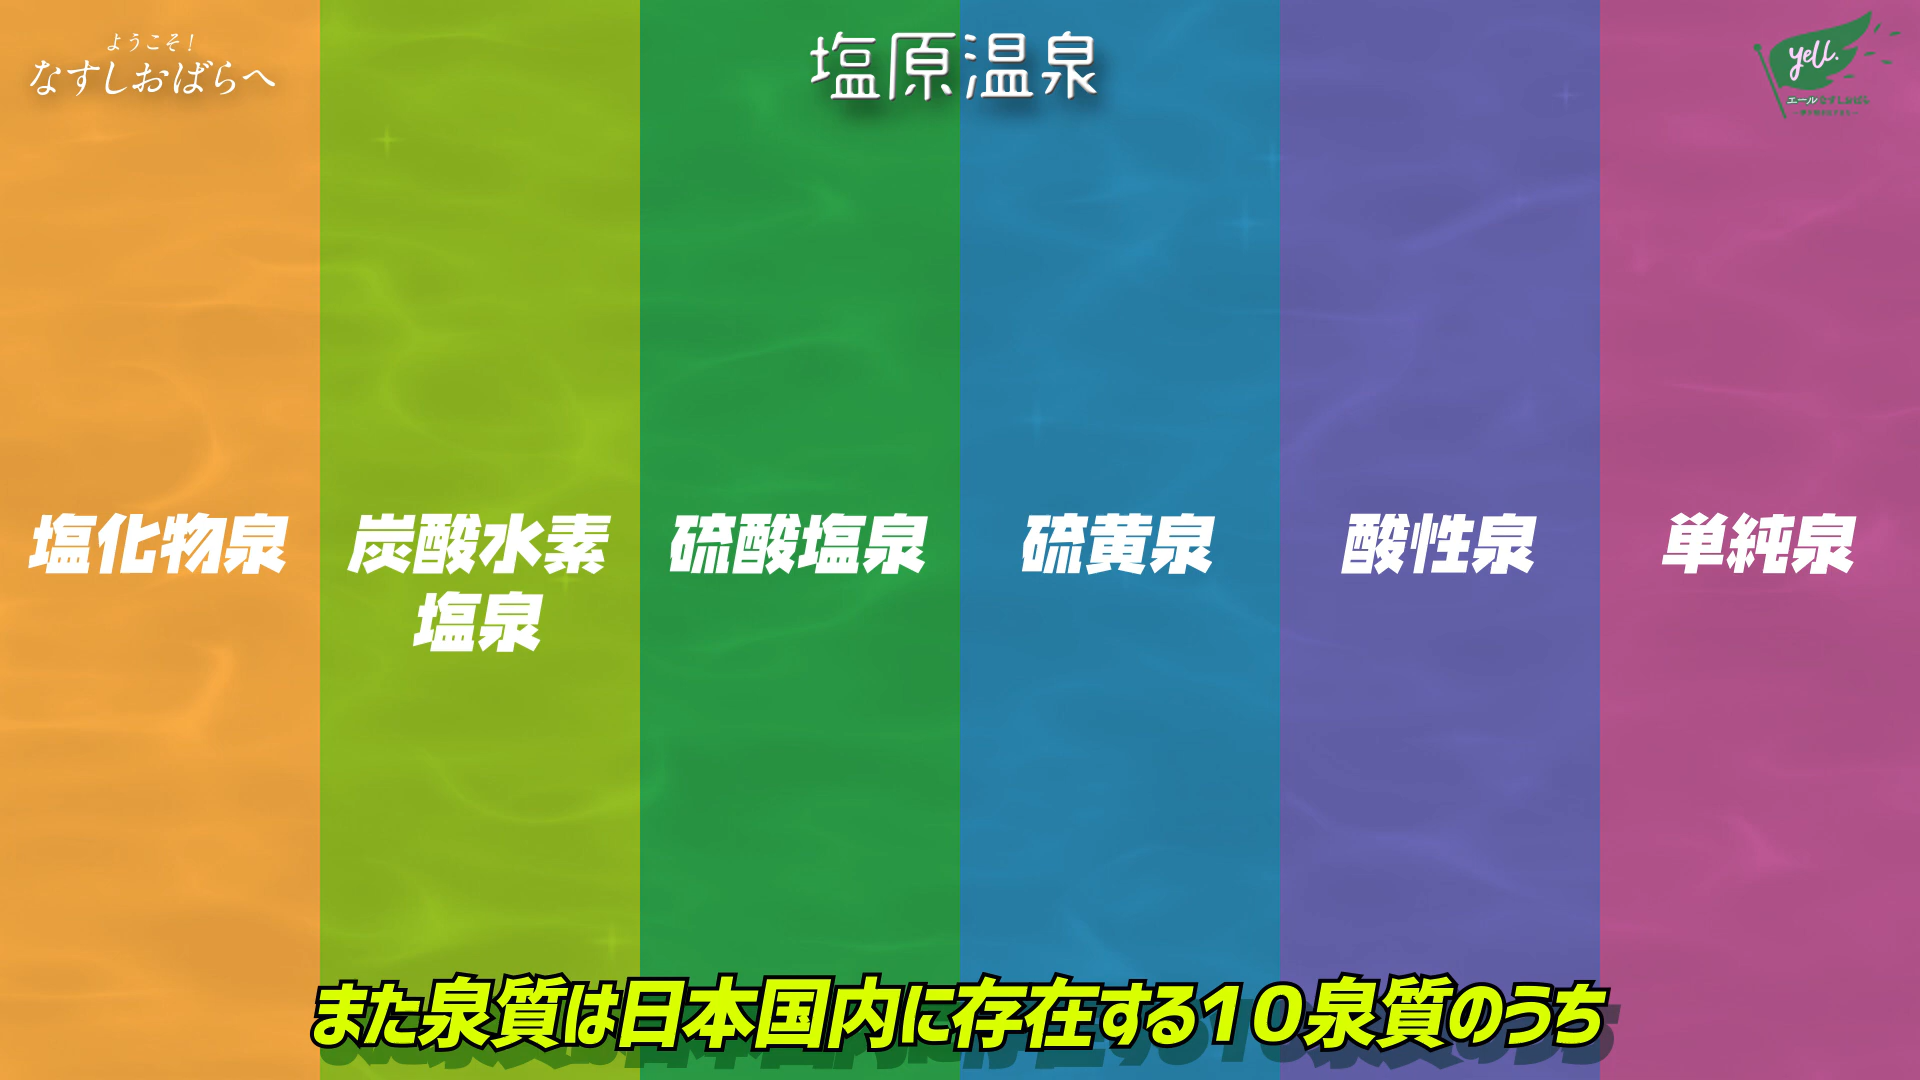 ようこそ！
なすしおばらへ
塩原温泉
yell.
エールなすしおばら
塩化物泉
炭酸水素
塩泉
硫酸塩泉
硫黄泉
酸性泉
単純泉
また泉質は日本国内に存在する１０泉質のうち